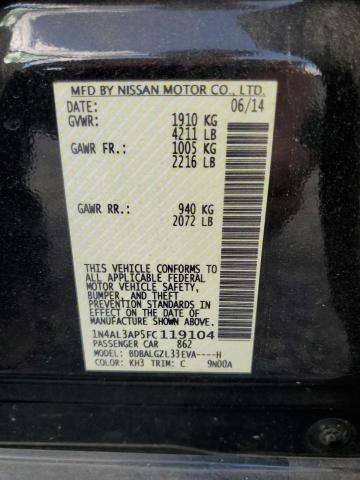 MFD BY NISSAN MOTOR CO., LTD.
DATE: 06/14
GVWR: 1910 KG
4211 LB
GAWR FR.: 1005 KG
2216 LB
GAWR RR.: 940 KG
2072 LB
THIS VEHICLE CONFORMS TO
ALL APPLICABLE FEDERAL
MOTOR VEHICLE SAFETY,
BUMPER, AND THEFT
PREVENTION STANDARDS IN
EFFECT ON THE DATE OF
MANUFACTURE SHOWN ABOVE.
1N4AL3AP5FC119104
PASSENGER CAR 862
MODEL: BDBALGZL33EVA----H
COLOR: KH3 TRIM: C 9N00A